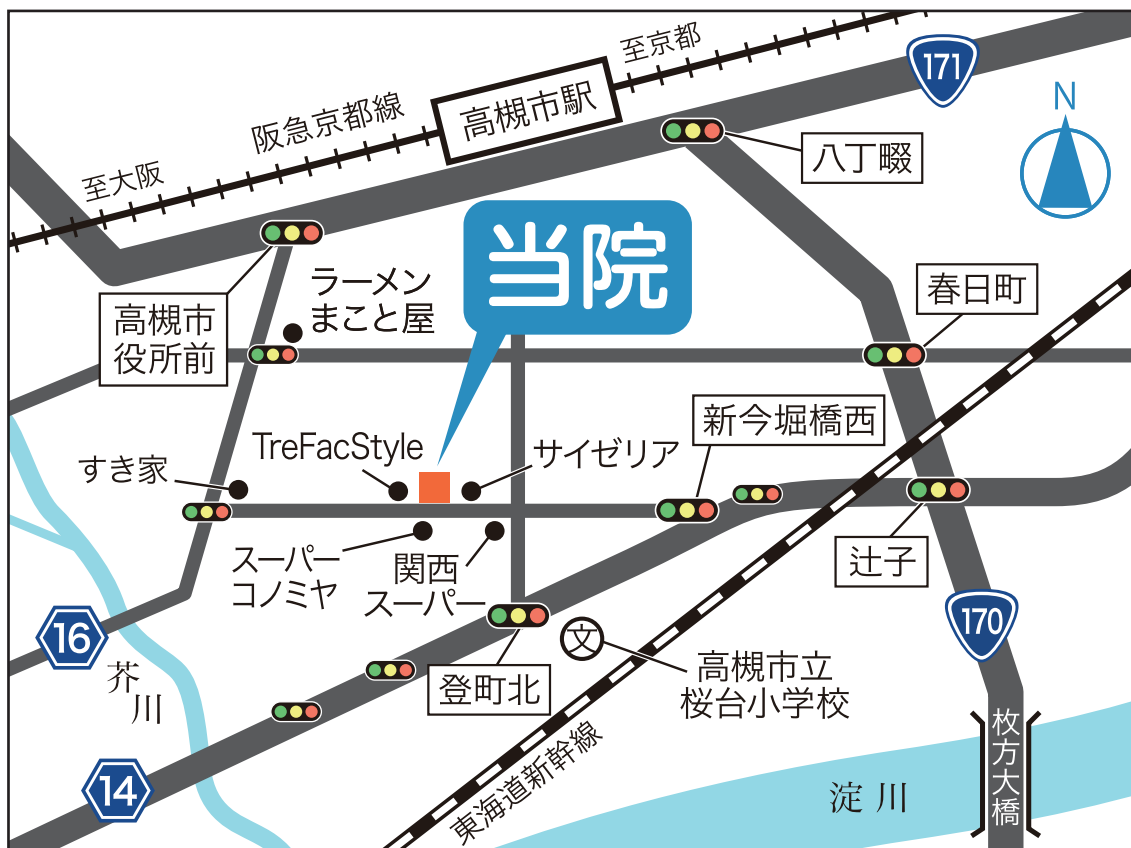 至京都
171
N
阪急京都線
高槻市駅
八丁畷
至大阪
当院
ラーメン
まこと屋
春日町
高槻市
役所前
新今堀橋西
TreFacStyle
サイゼリア
すき家
スーパー
コノミヤ
関西
スーパー
辻子
16
170
文
芥
川
登町北
高槻市立
桜台小学校
枚方大橋
東海道新幹線
14
淀川